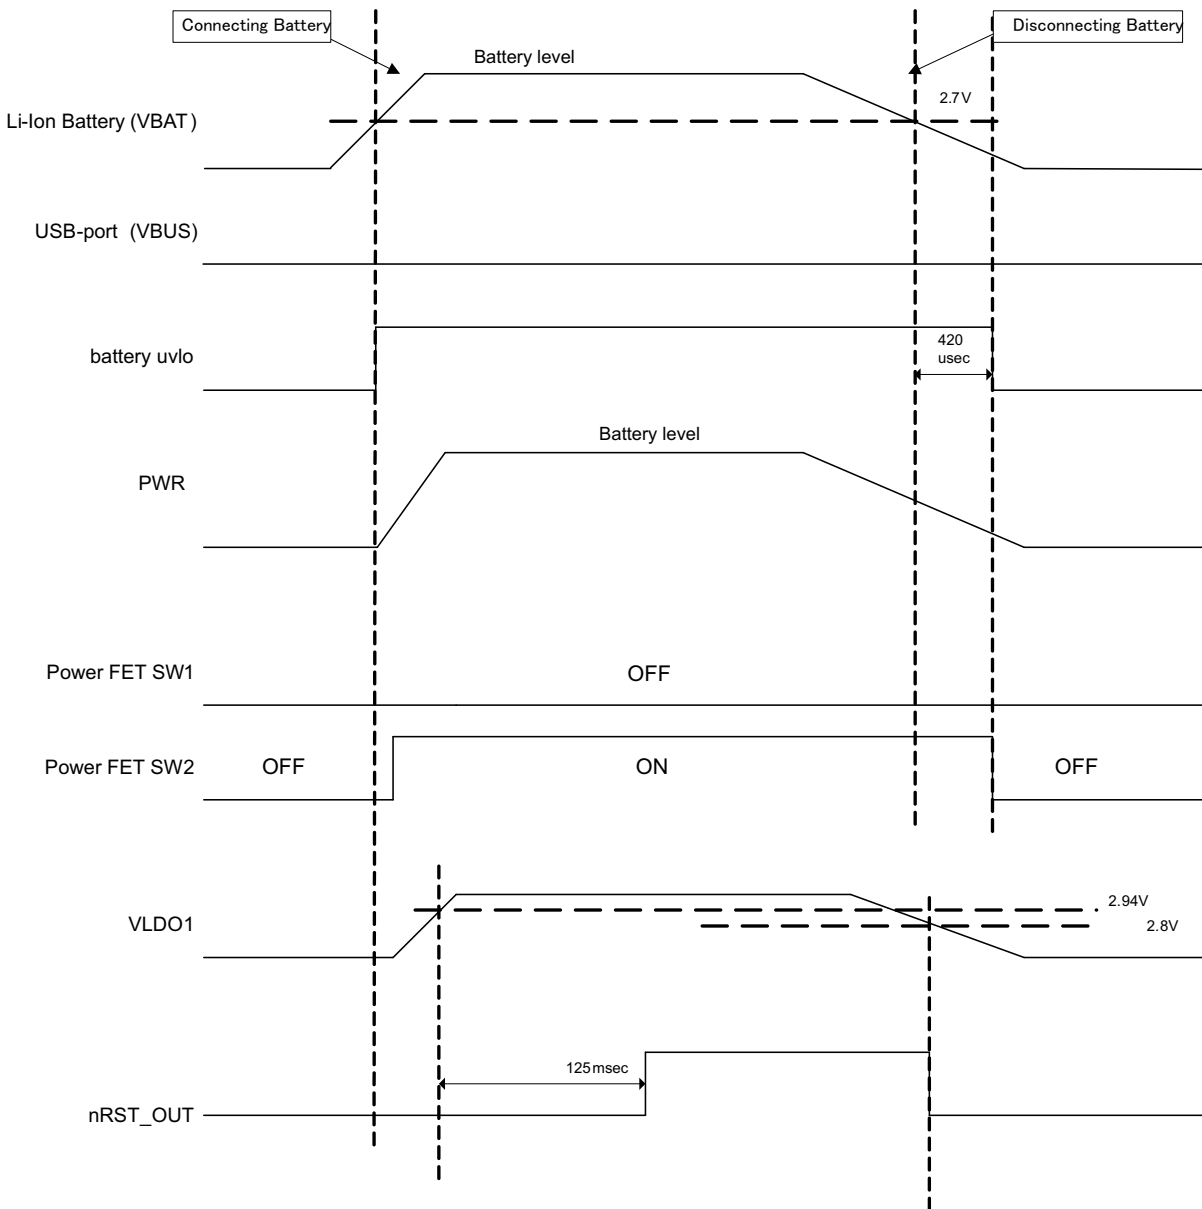 Connecting Battery
Disconnecting Battery
Battery level
2.7V
Li-Ion Battery (VBAT)
USB-port (VBUS)
battery uvlo
420
usec
Battery level
PWR
Power FET SW1
OFF
Power FET SW2
OFF
ON
OFF
2.94V
VLDO1
2.8V
125msec
nRST_OUT